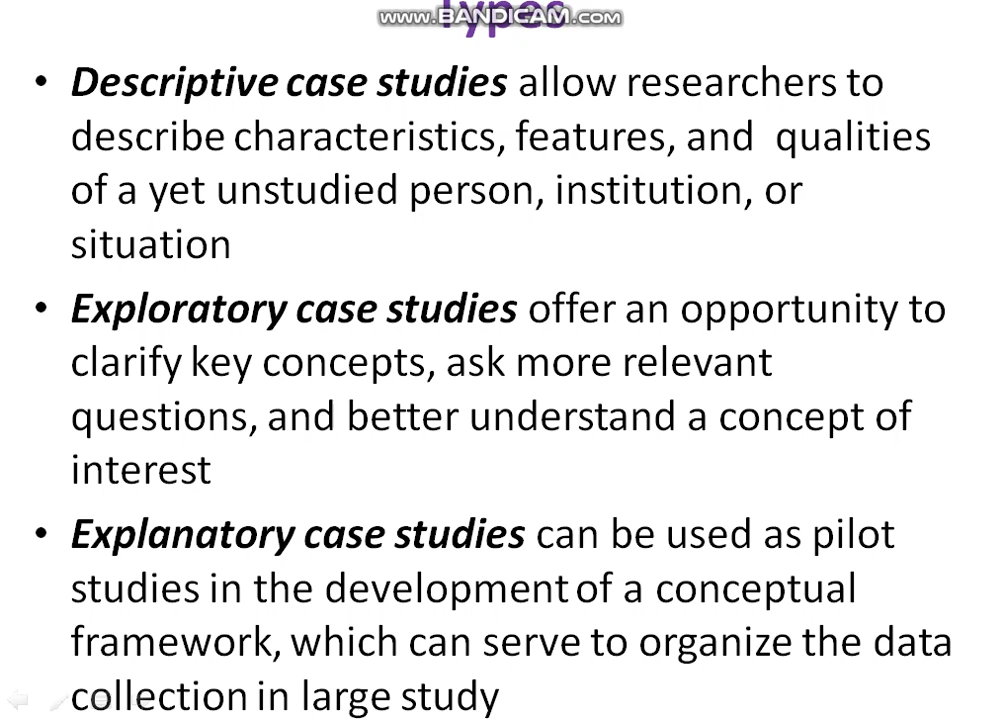 Types
www.BANDICAM.com
• Descriptive case studies allow researchers to
describe characteristics, features, and qualities
of a yet unstudied person, institution, or
situation
• Exploratory case studies offer an opportunity to
clarify key concepts, ask more relevant
questions, and better understand a concept of
interest
• Explanatory case studies can be used as pilot
studies in the development of a conceptual
framework, which can serve to organize the data
collection in large study